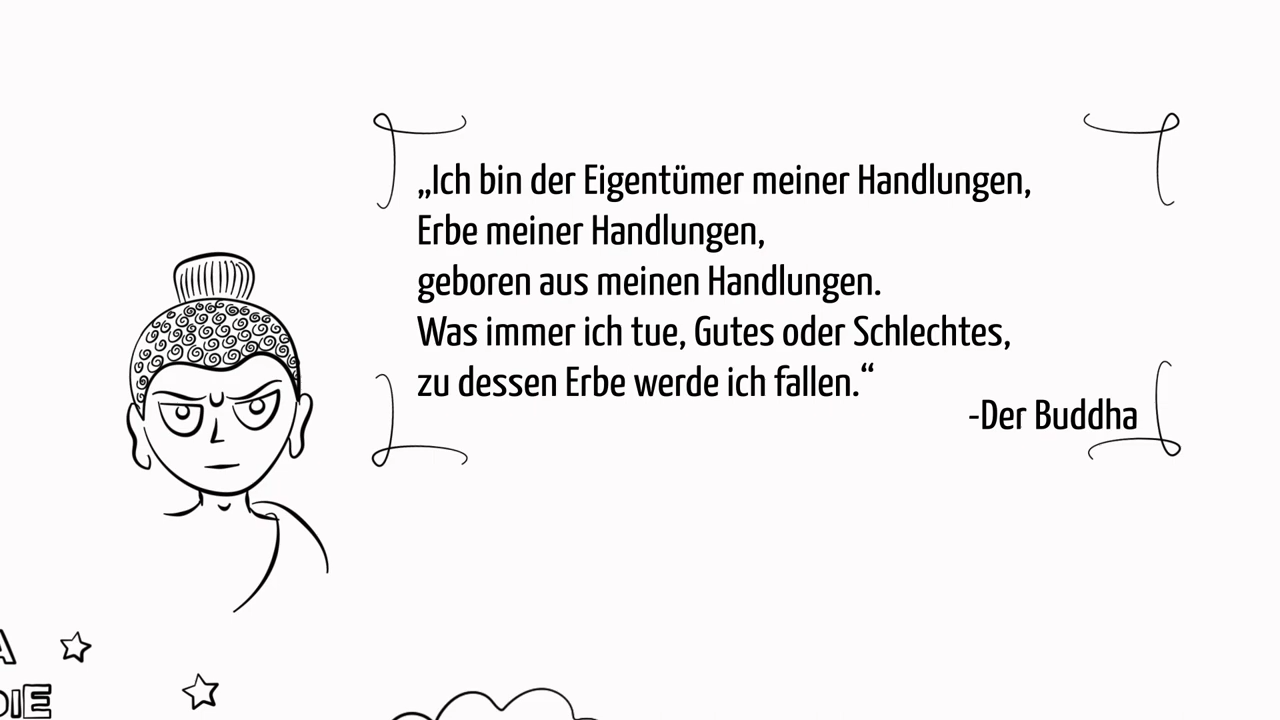 „Ich bin der Eigentümer meiner Handlungen,
Erbe meiner Handlungen,
geboren aus meinen Handlungen.
Was immer ich tue, Gutes oder Schlechtes,
zu dessen Erbe werde ich fallen.“
-Der Buddha